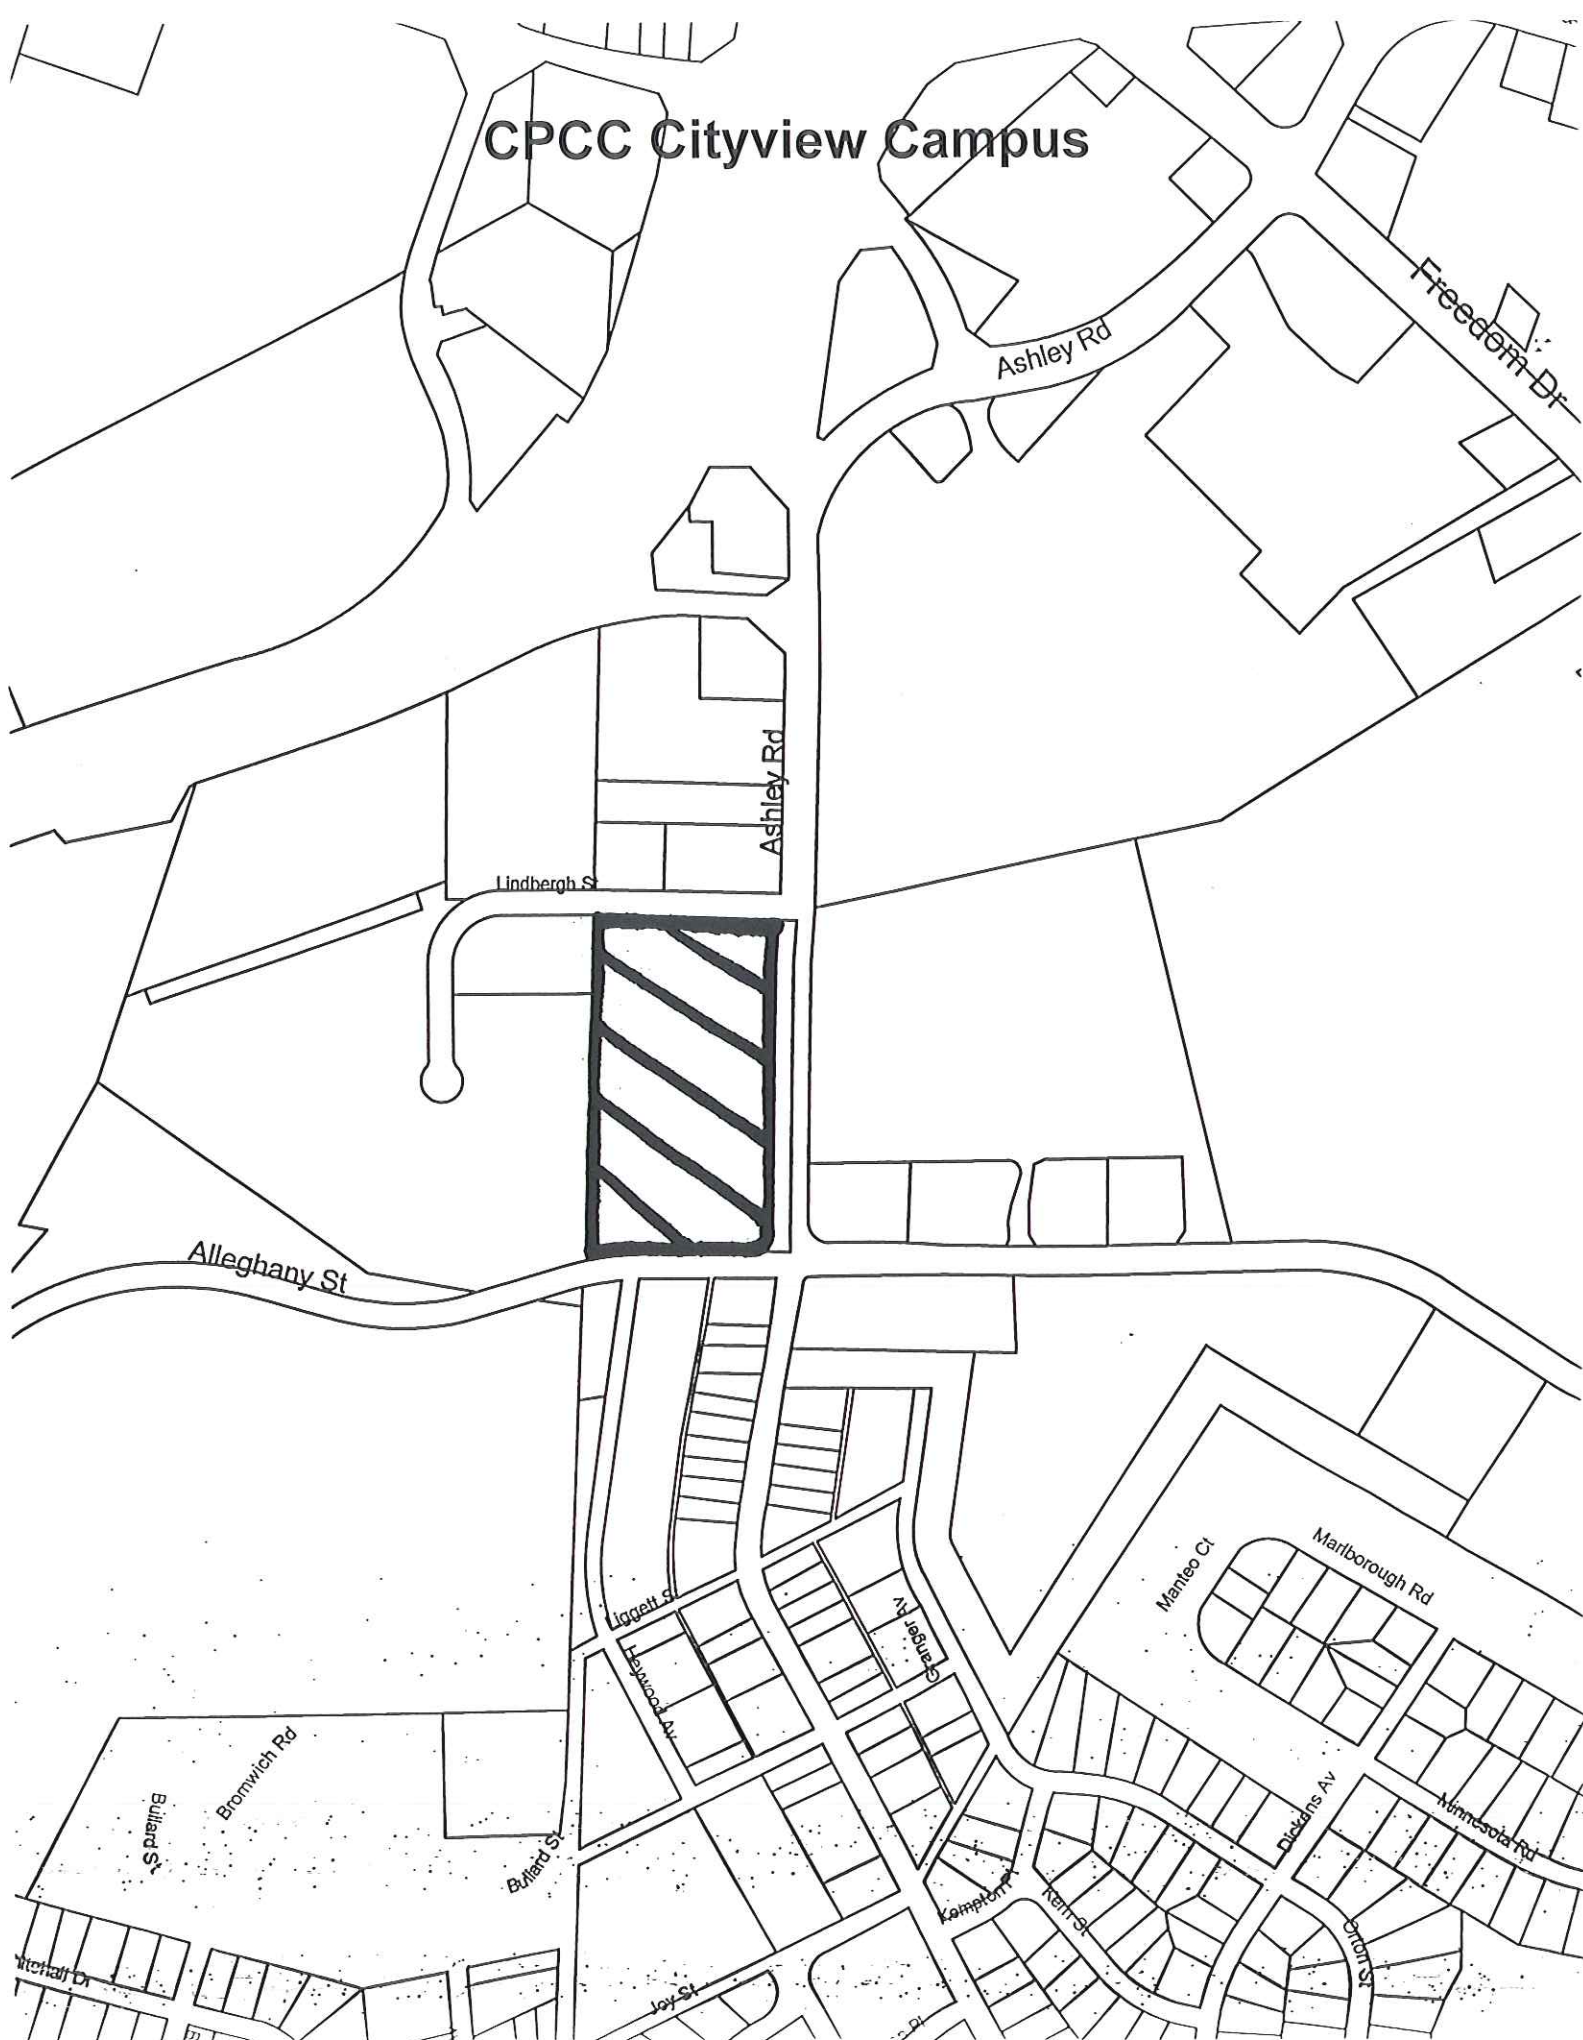 CPCC Cityview Campus
Freedom Dr
Ashley Rd
Ashley Rd
Lindbergh St
Alleghany St
Marlborough Rd
Manteo Ct
Liggett S
Granger Av
Heywood Av
Bromwich Rd
Bullard St
Bullard St
Dickens Av
Minnesota Rd
Kempton Pl
Kern St
Orton St
Joy St